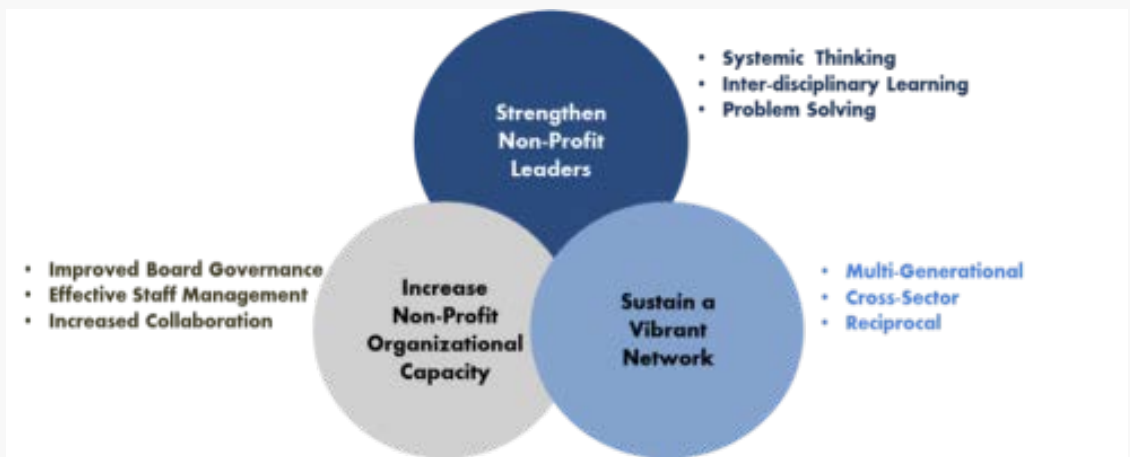 Strengthen
Non-Profit
Leaders
• Systemic Thinking
• Inter-disciplinary Learning
• Problem Solving
• Improved Board Governance
• Effective Staff Management
• Increased Collaboration
Increase
Non-Profit
Organizational
Capacity
Sustain a
Vibrant
Network
• Multi-Generational
• Cross-Sector
• Reciprocal